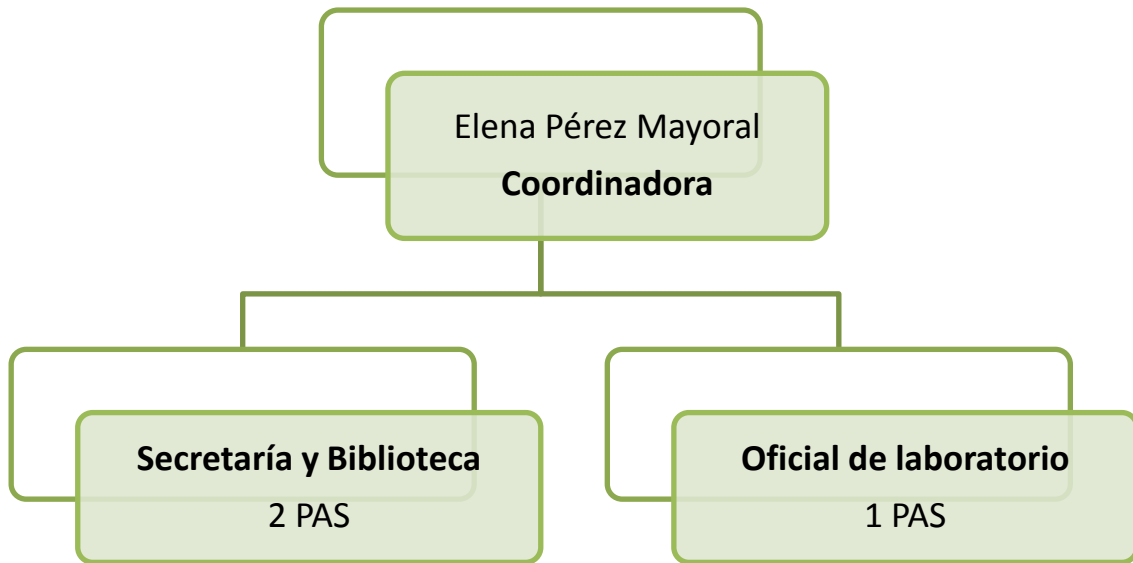 Elena Pérez Mayoral
Coordinadora
Secretaría y Biblioteca
2 PAS
Oficial de laboratorio
1 PAS